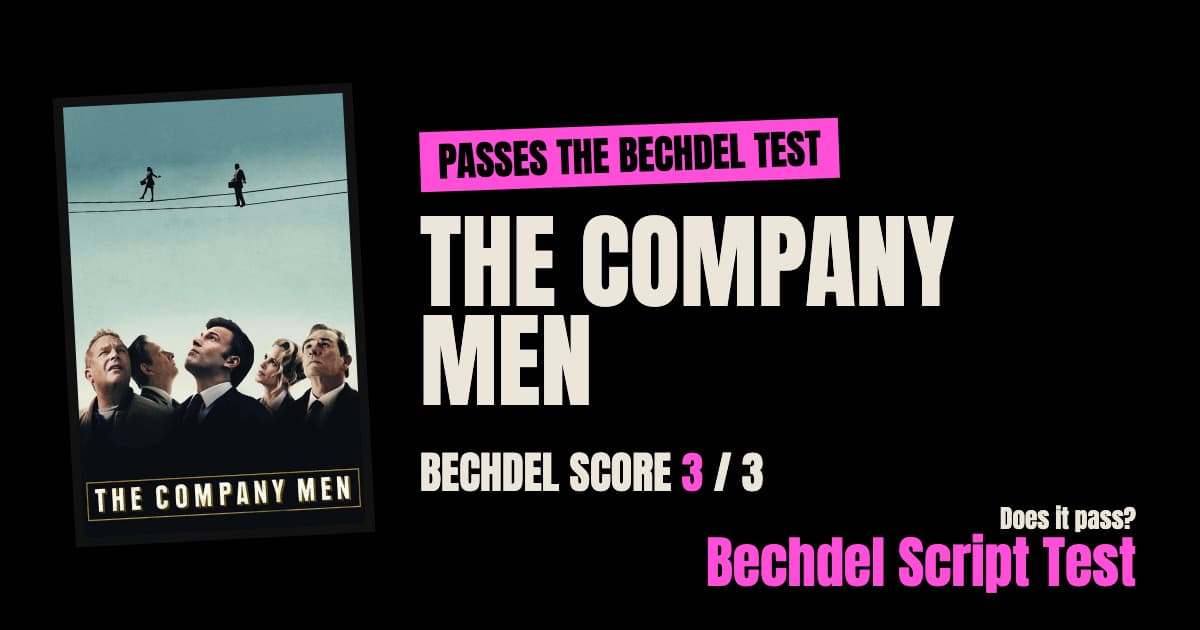 PASSES THE BECHDEL TEST
THE COMPANY
MEN
BECHDEL SCORE 3 / 3
THE COMPANY MEN
Does it pass?
Bechdel Script Test